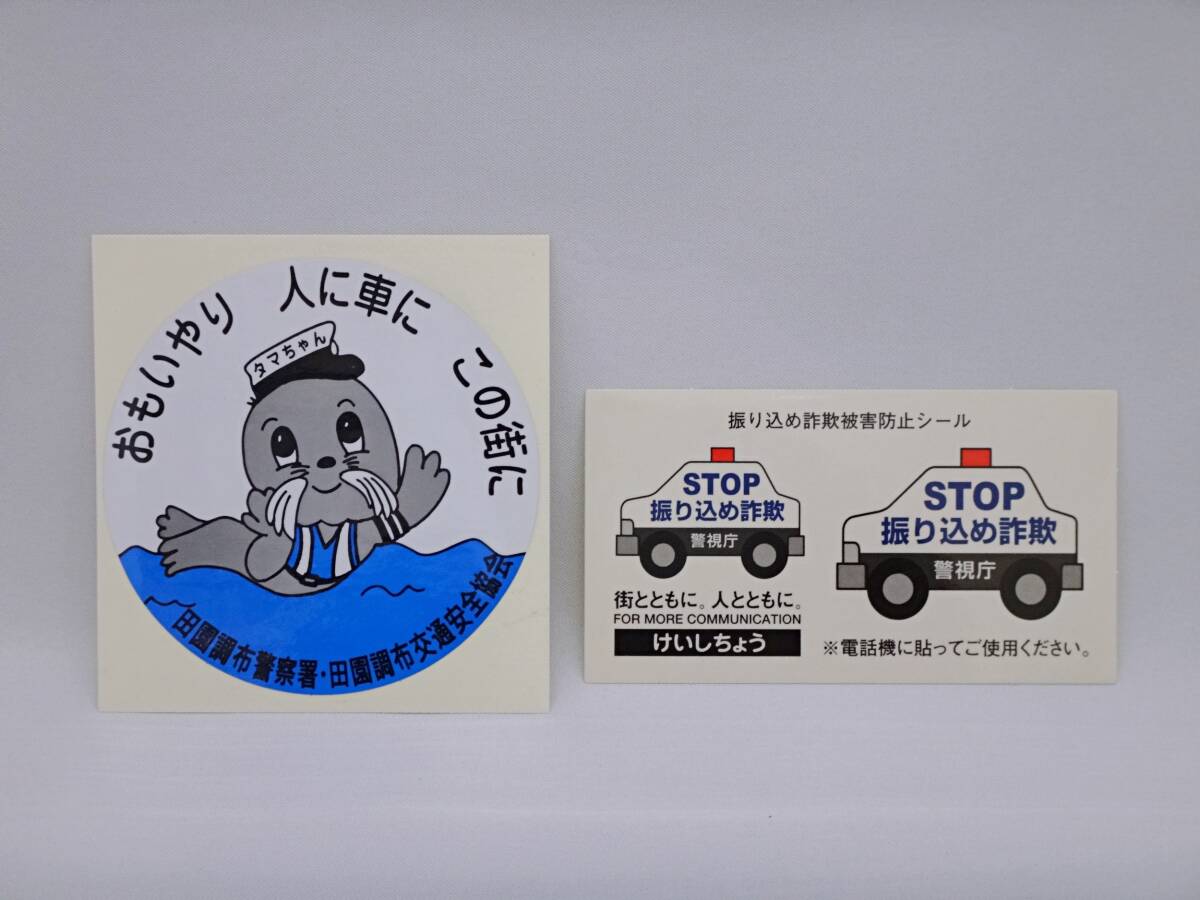 おもいやり 人に車に この街に
タマちゃん
田園調布警察署・田園調布交通安全協会
振り込め詐欺被害防止シール
STOP
振り込め詐欺
警視庁
街とともに。人とともに。
FOR MORE COMMUNICATION
けいしちょう
STOP
振り込め詐欺
警視庁
※電話機に貼ってご使用ください。